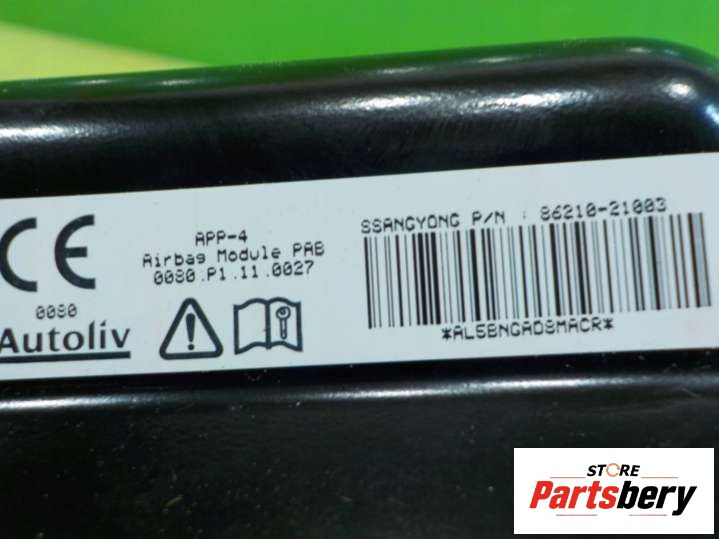 CE
0080
Autoliv
APP-4
Airbag Module PAB
0080.P1.11.0027
SSANGYONG P/N : 86210-21003
*AL5BNGAD8MACR*
STORE
Partsbery